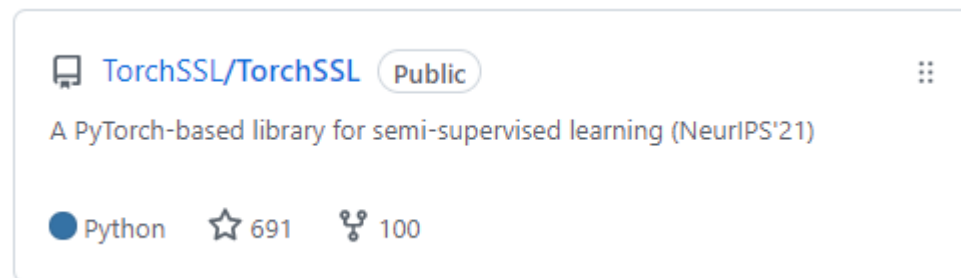 TorchSSL/TorchSSL Public
A PyTorch-based library for semi-supervised learning (NeurIPS'21)
Python 691 100